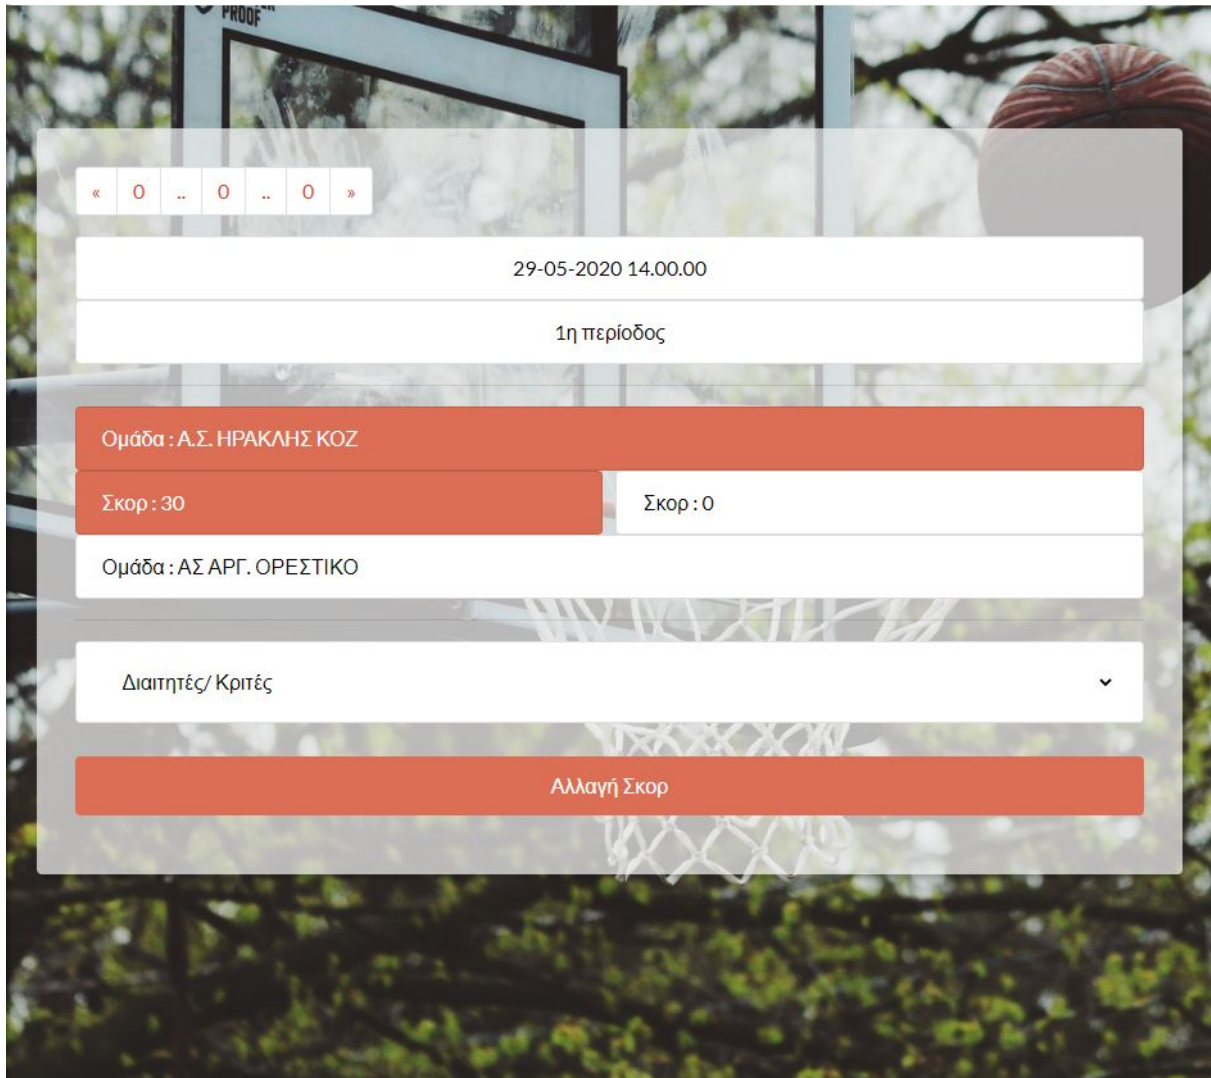 PROOF
« 0 .. 0 .. 0 »
29-05-2020 14.00.00
1η περίοδος
Ομάδα : Α.Σ. ΗΡΑΚΛΗΣ ΚΟΖ
Σκορ : 30 Σκορ : 0
Ομάδα : ΑΣ ΑΡΓ. ΟΡΕΣΤΙΚΟ
Διαιτητές/ Κριτές
Αλλαγή Σκορ